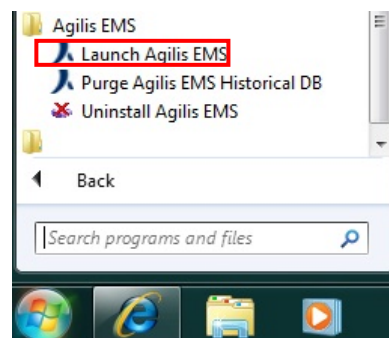 Agilis EMS
Launch Agilis EMS
Purge Agilis EMS Historical DB
Uninstall Agilis EMS
Back
Search programs and files